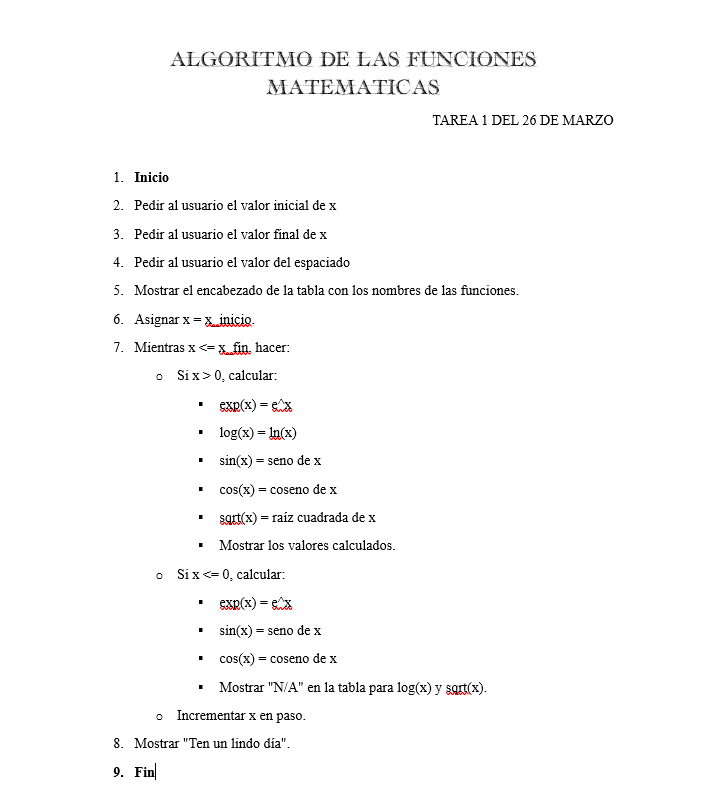 ALGORITMO DE LAS FUNCIONES
MATEMATICAS
TAREA 1 DEL 26 DE MARZO
1. Inicio
2. Pedir al usuario el valor inicial de x
3. Pedir al usuario el valor final de x
4. Pedir al usuario el valor del espaciado
5. Mostrar el encabezado de la tabla con los nombres de las funciones.
6. Asignar x = x_inicio.
7. Mientras x <= x_fin, hacer:
o Si x > 0, calcular:
▪ exp(x) = e^x
▪ log(x) = ln(x)
▪ sin(x) = seno de x
▪ cos(x) = coseno de x
▪ sqrt(x) = raíz cuadrada de x
▪ Mostrar los valores calculados.
o Si x <= 0, calcular:
▪ exp(x) = e^x
▪ sin(x) = seno de x
▪ cos(x) = coseno de x
▪ Mostrar "N/A" en la tabla para log(x) y sqrt(x).
o Incrementar x en paso.
8. Mostrar "Ten un lindo día".
9. Fin